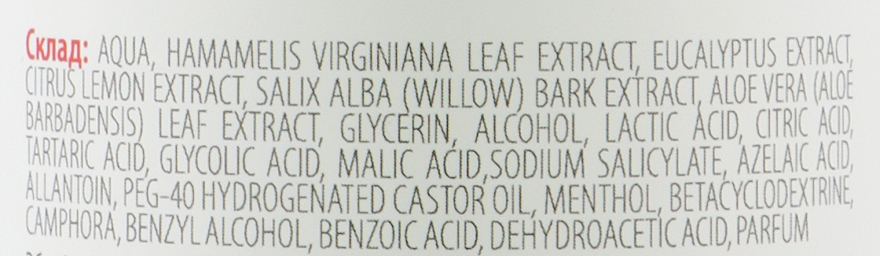 Склад: AQUA, HAMAMELIS VIRGINIANA LEAF EXTRACT, EUCALYPTUS EXTRACT,
CITRUS LEMON EXTRACT, SALIX ALBA (WILLOW) BARK EXTRACT, ALOE VERA (ALOE
BARBADENSIS) LEAF EXTRACT, GLYCERIN, ALCOHOL, LACTIC ACID, CITRIC ACID,
TARTARIC ACID, GLYCOLIC ACID, MALIC ACID,SODIUM SALICYLATE, AZELAIC ACID,
ALLANTOIN, PEG-40 HYDROGENATED CASTOR OIL, MENTHOL, BETACYCLODEXTRINE,
CAMPHORA, BENZYL ALCOHOL, BENZOIC ACID, DEHYDROACETIC ACID, PARFUM